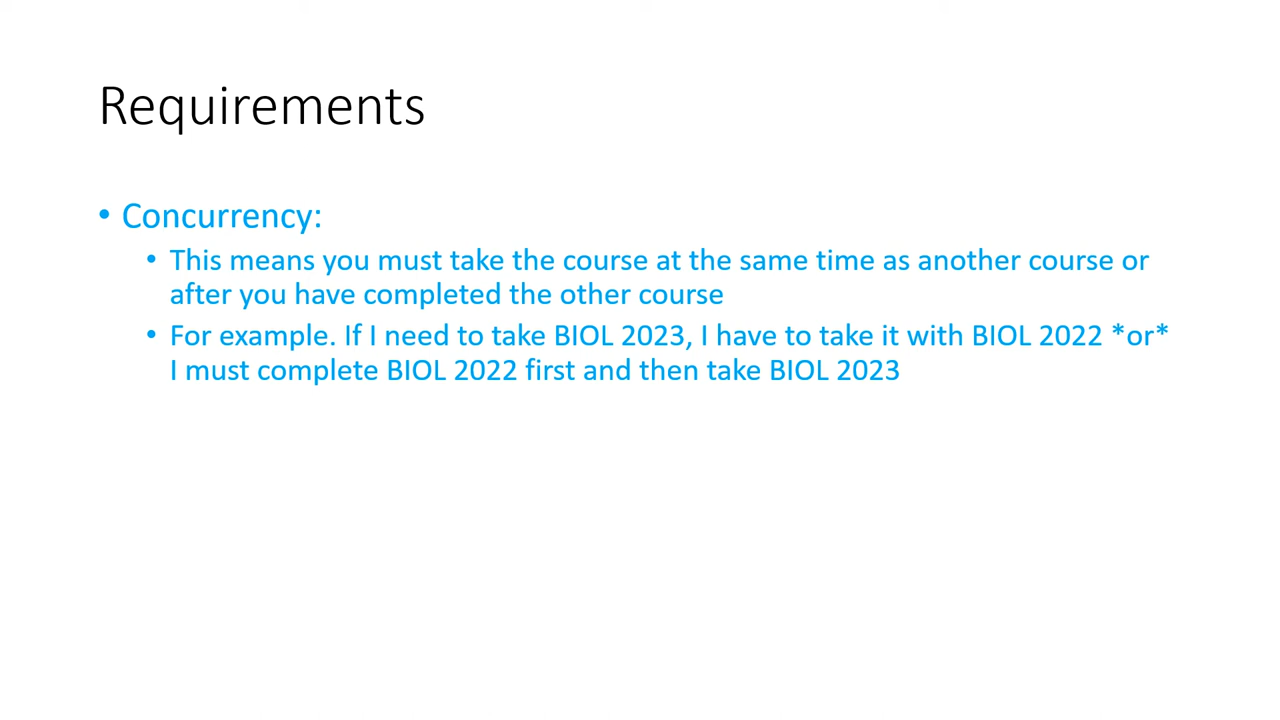 Requirements
• Concurrency:
• This means you must take the course at the same time as another course or
after you have completed the other course
• For example. If I need to take BIOL 2023, I have to take it with BIOL 2022 *or*
I must complete BIOL 2022 first and then take BIOL 2023